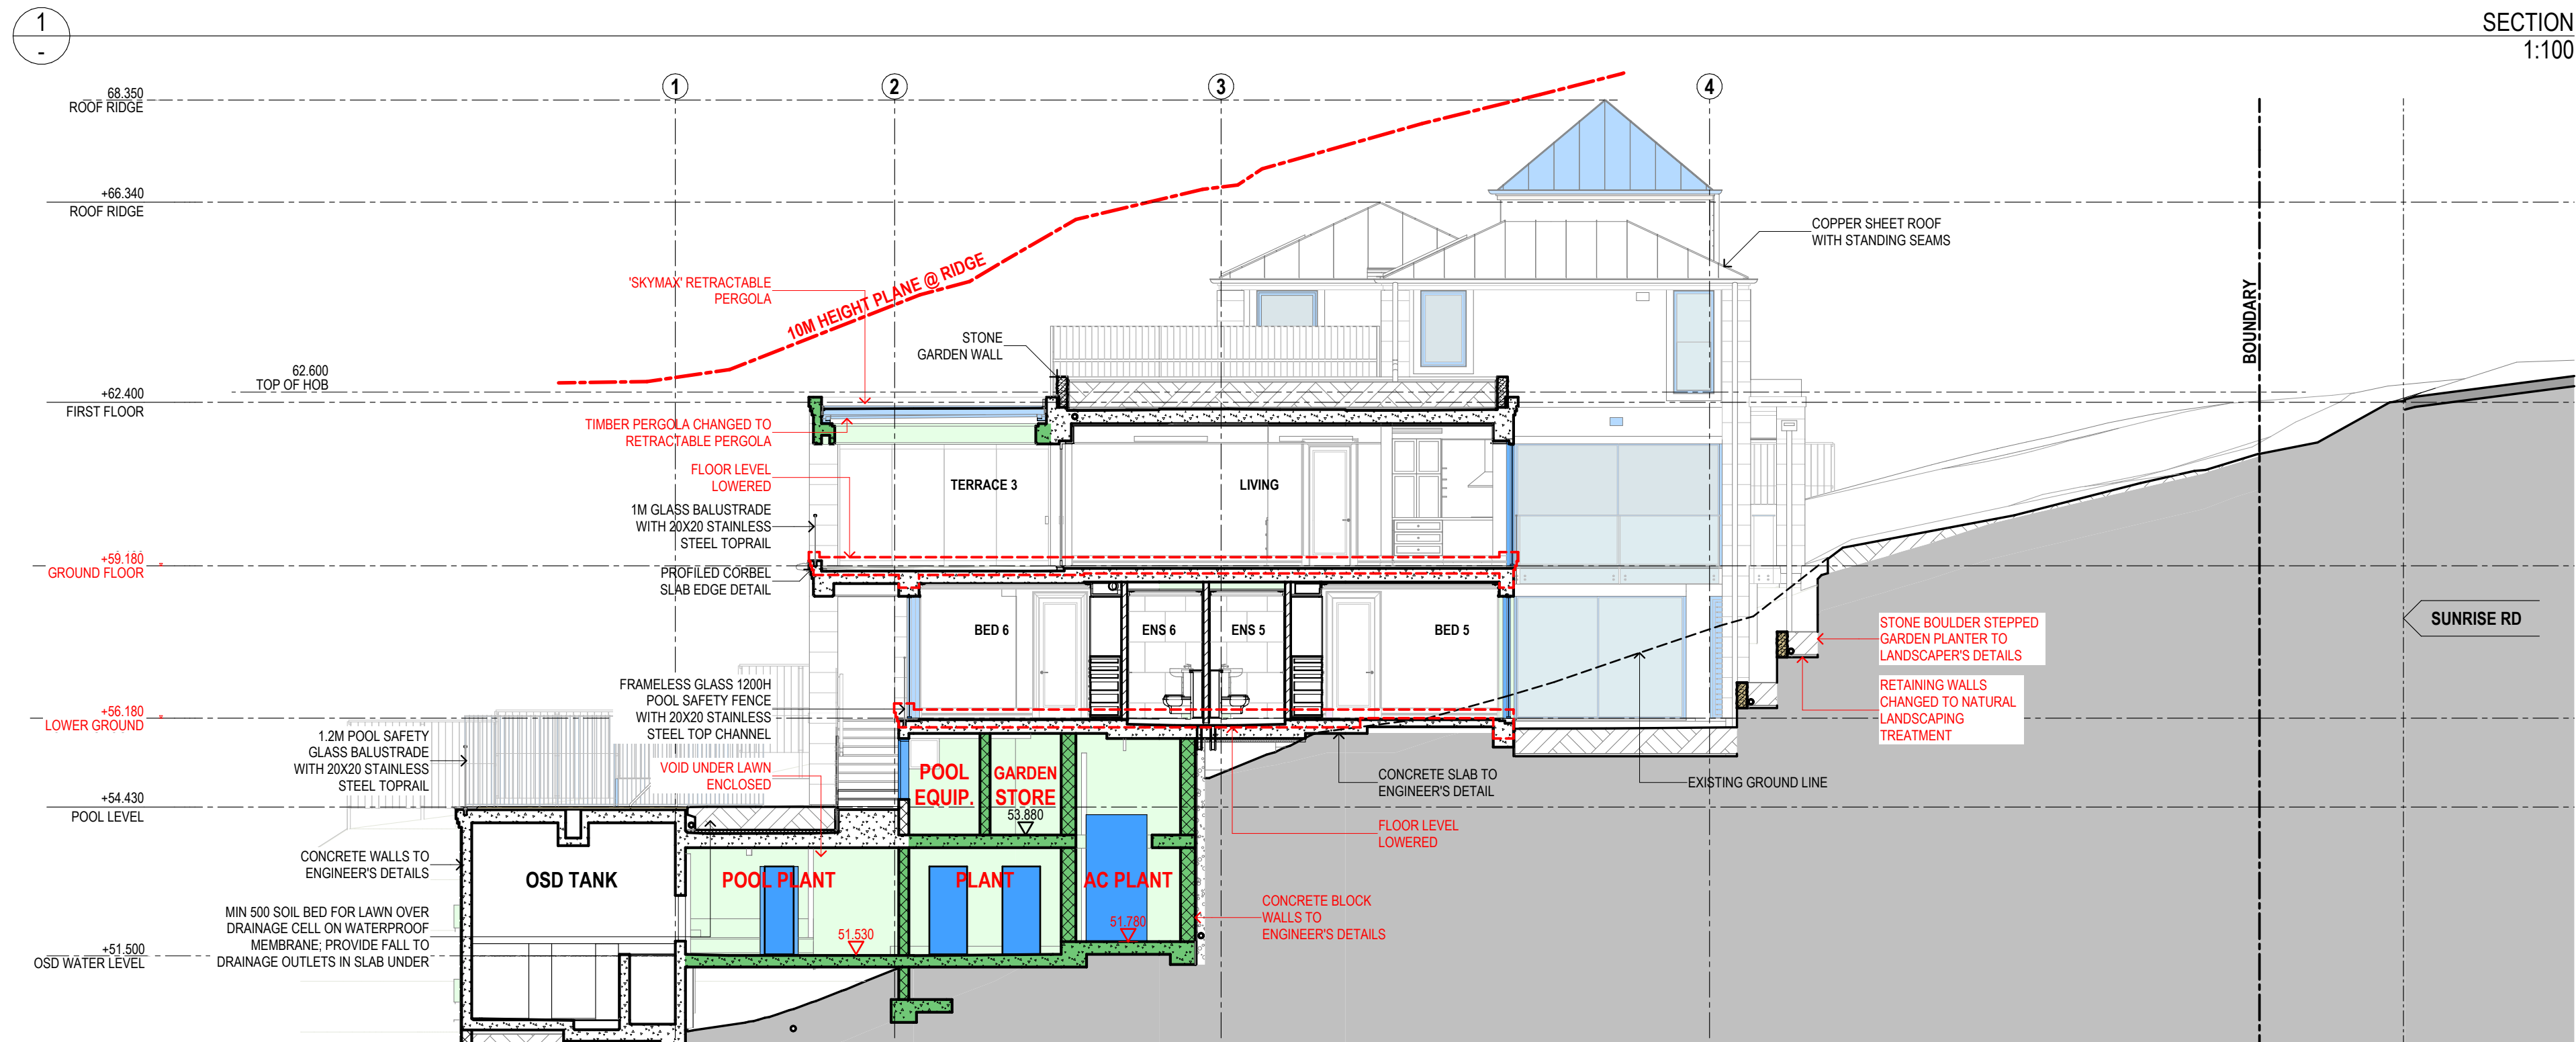 1
-
SECTION
1:100
1
2
3
4
68.350
ROOF RIDGE
+66.340
ROOF RIDGE
COPPER SHEET ROOF
WITH STANDING SEAMS
'SKYMAX' RETRACTABLE
PERGOLA
10M HEIGHT PLANE @ RIDGE
STONE
GARDEN WALL
BOUNDARY
62.600
TOP OF HOB
+62.400
FIRST FLOOR
TIMBER PERGOLA CHANGED TO
RETRACTABLE PERGOLA
FLOOR LEVEL
LOWERED
TERRACE 3
LIVING
1M GLASS BALUSTRADE
WITH 20X20 STAINLESS
STEEL TOPRAIL
+59.180
GROUND FLOOR
PROFILED CORBEL
SLAB EDGE DETAIL
BED 6
ENS 6
ENS 5
BED 5
SUNRISE RD
STONE BOULDER STEPPED
GARDEN PLANTER TO
LANDSCAPER'S DETAILS
RETAINING WALLS
CHANGED TO NATURAL
LANDSCAPING
TREATMENT
FRAMELESS GLASS 1200H
POOL SAFETY FENCE
WITH 20X20 STAINLESS
STEEL TOP CHANNEL
+56.180
LOWER GROUND
1.2M POOL SAFETY
GLASS BALUSTRADE
WITH 20X20 STAINLESS
STEEL TOPRAIL
VOID UNDER LAWN
ENCLOSED
POOL
EQUIP.
GARDEN
STORE
53.880
CONCRETE SLAB TO
ENGINEER'S DETAIL
EXISTING GROUND LINE
+54.430
POOL LEVEL
FLOOR LEVEL
LOWERED
CONCRETE WALLS TO
ENGINEER'S DETAILS
OSD TANK
POOL PLANT
PLANT
AC PLANT
MIN 500 SOIL BED FOR LAWN OVER
DRAINAGE CELL ON WATERPROOF
MEMBRANE; PROVIDE FALL TO
DRAINAGE OUTLETS IN SLAB UNDER
51.530
51.780
CONCRETE BLOCK
WALLS TO
ENGINEER'S DETAILS
+51.500
OSD WATER LEVEL